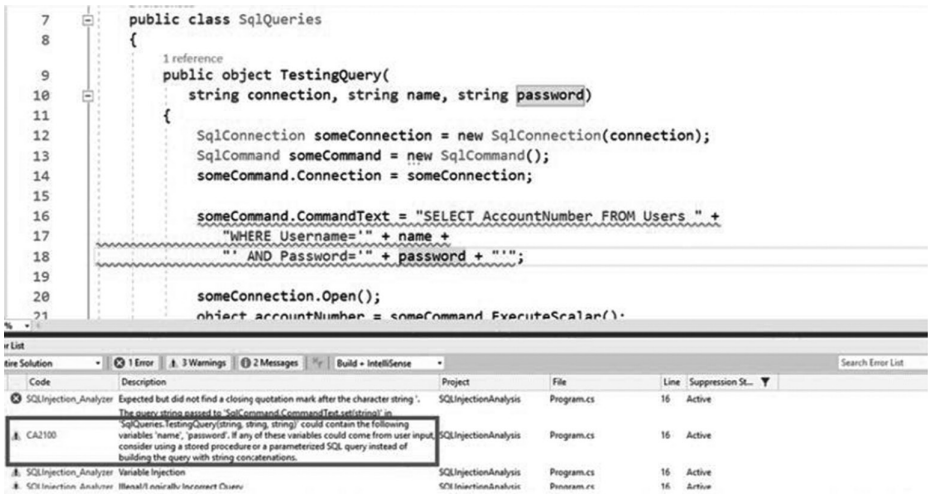 7 public class SqlQueries
8 {
1 reference
9 public object TestingQuery(
10 string connection, string name, string password)
11 {
12 SqlConnection someConnection = new SqlConnection(connection);
13 SqlCommand someCommand = new SqlCommand();
14 someCommand.Connection = someConnection;
15
16 someCommand.CommandText = "SELECT AccountNumber FROM Users " +
17 "WHERE Username='" + name +
18 "' AND Password='" + password + "'";
19
20 someConnection.Open();
21 object accountNumber = someCommand.ExecuteScalar();
%
r List
tire Solution 1 Error 3 Warnings 2 Messages Build + IntelliSense Search Error List
Code Description Project File Line Suppression St...
SQLInjection_Analyzer Expected but did not find a closing quotation mark after the character string '. SQLInjectionAnalysis Program.cs 16 Active
The query string passed to 'SqlCommand.CommandText.set(string)' in
'SqlQueries.TestingQuery(string, string, string)' could contain the following
CA2100 variables 'name', 'password'. If any of these variables could come from user input, SQLInjectionAnalysis Program.cs 16 Active
consider using a stored procedure or a parameterized SQL query instead of
building the query with string concatenations.
SQLInjection_Analyzer Variable Injection SQLInjectionAnalysis Program.cs 16 Active
SQLInjection_Analyzer Illegal/Logically Incorrect Query SQLInjectionAnalysis Program.cs 16 Active